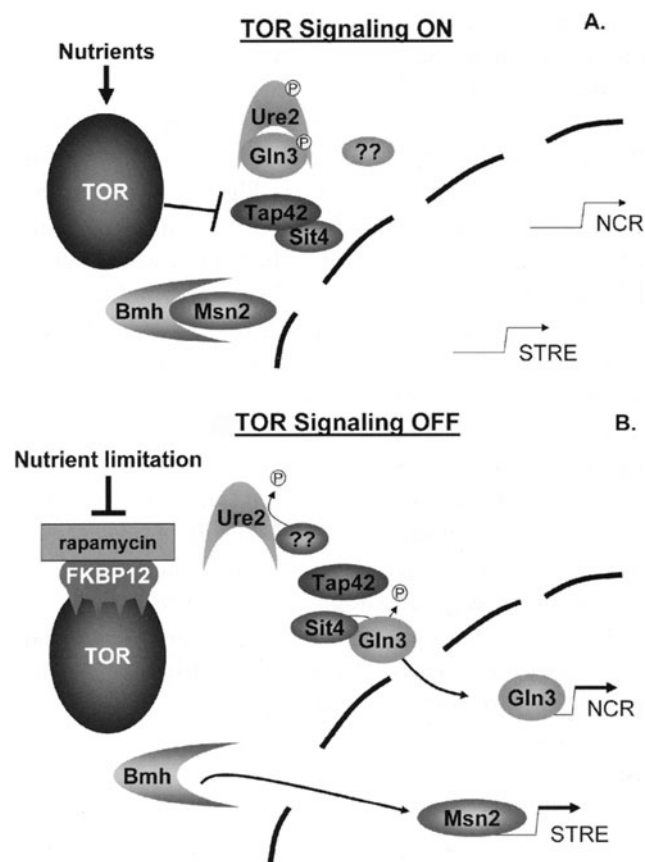 TOR Signaling ON
A.
Nutrients
P
Ure2
P
Gln3
??
TOR
Tap42
Sit4
NCR
Bmh
Msn2
STRE
TOR Signaling OFF
B.
Nutrient limitation
P
Ure2
rapamycin
??
FKBP12
Tap42
P
Sit4
Gln3
TOR
Gln3
NCR
Bmh
Msn2
STRE